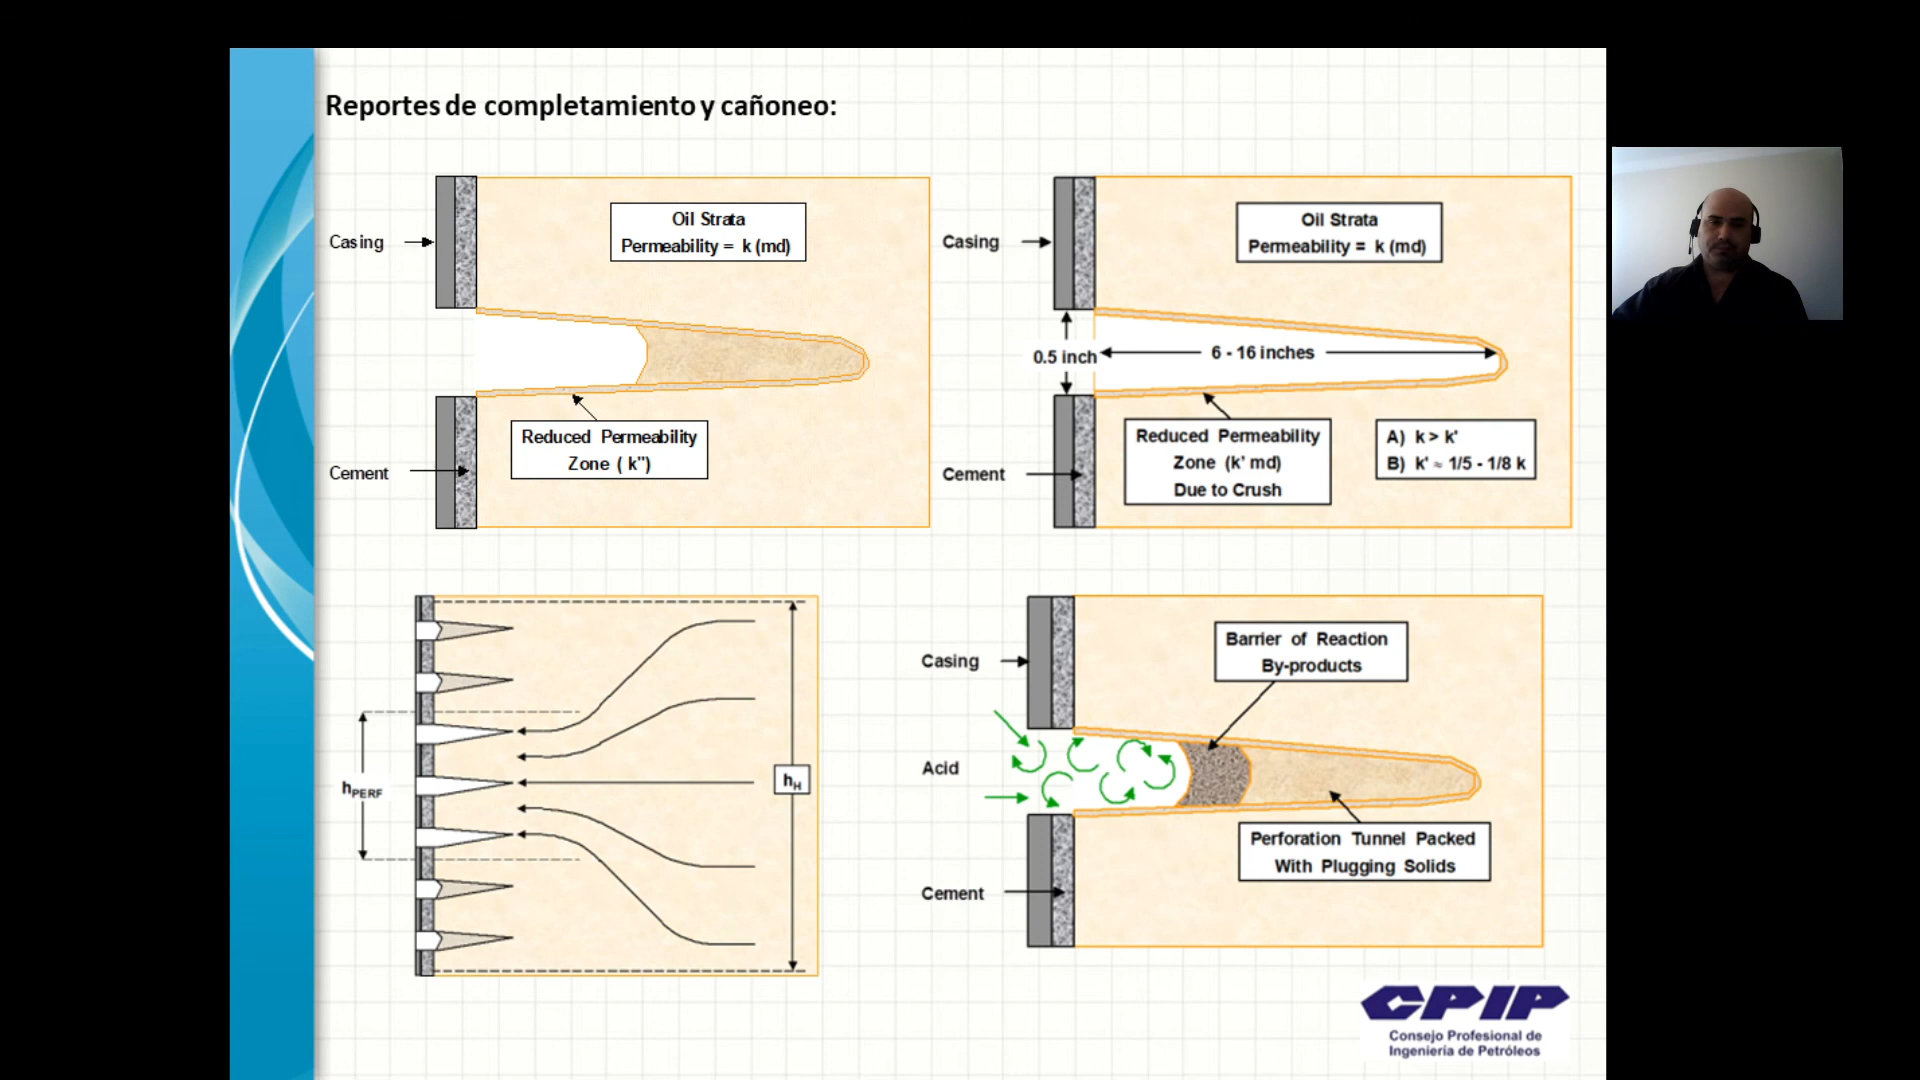 Reportes de completamiento y cañoneo:
Oil Strata
Permeability = k (md)
Casing
Reduced Permeability
Zone ( k")
Cement
Oil Strata
Permeability = k (md)
Casing
0.5 inch
6 - 16 inches
Reduced Permeability
Zone (k' md)
Due to Crush
A) k > k'
B) k' ≈ 1/5 - 1/8 k
Cement
hPERF
hH
Barrier of Reaction
By-products
Casing
Acid
Perforation Tunnel Packed
With Plugging Solids
Cement
CPIP
Consejo Profesional de
Ingeniería de Petróleos